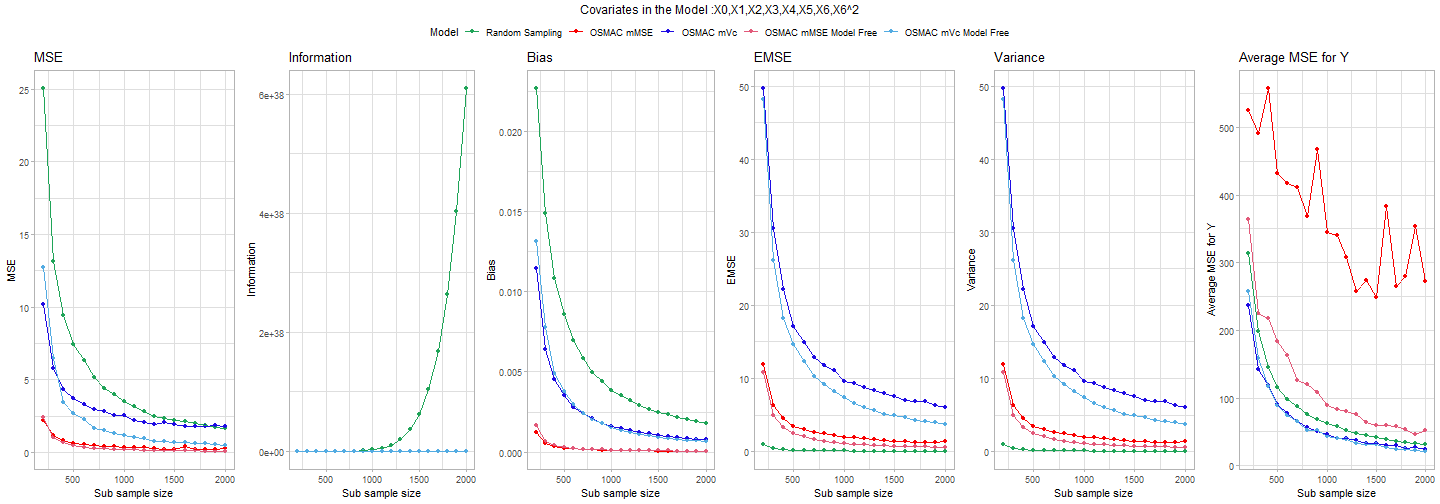 Covariates in the Model :X0,X1,X2,X3,X4,X5,X6,X6^2
Model Random Sampling OSMAC mMSE OSMAC mVc OSMAC mMSE Model Free OSMAC mVc Model Free
MSE
25
20
15
10
5
0
MSE
500 1000 1500 2000
Sub sample size
Information
6e+38
4e+38
2e+38
0e+00
Information
500 1000 1500 2000
Sub sample size
Bias
0.020
0.015
0.010
0.005
0.000
Bias
500 1000 1500 2000
Sub sample size
EMSE
50
40
30
20
10
0
EMSE
500 1000 1500 2000
Sub sample size
Variance
50
40
30
20
10
0
Variance
500 1000 1500 2000
Sub sample size
Average MSE for Y
500
400
300
200
100
0
Average MSE for Y
500 1000 1500 2000
Sub sample size